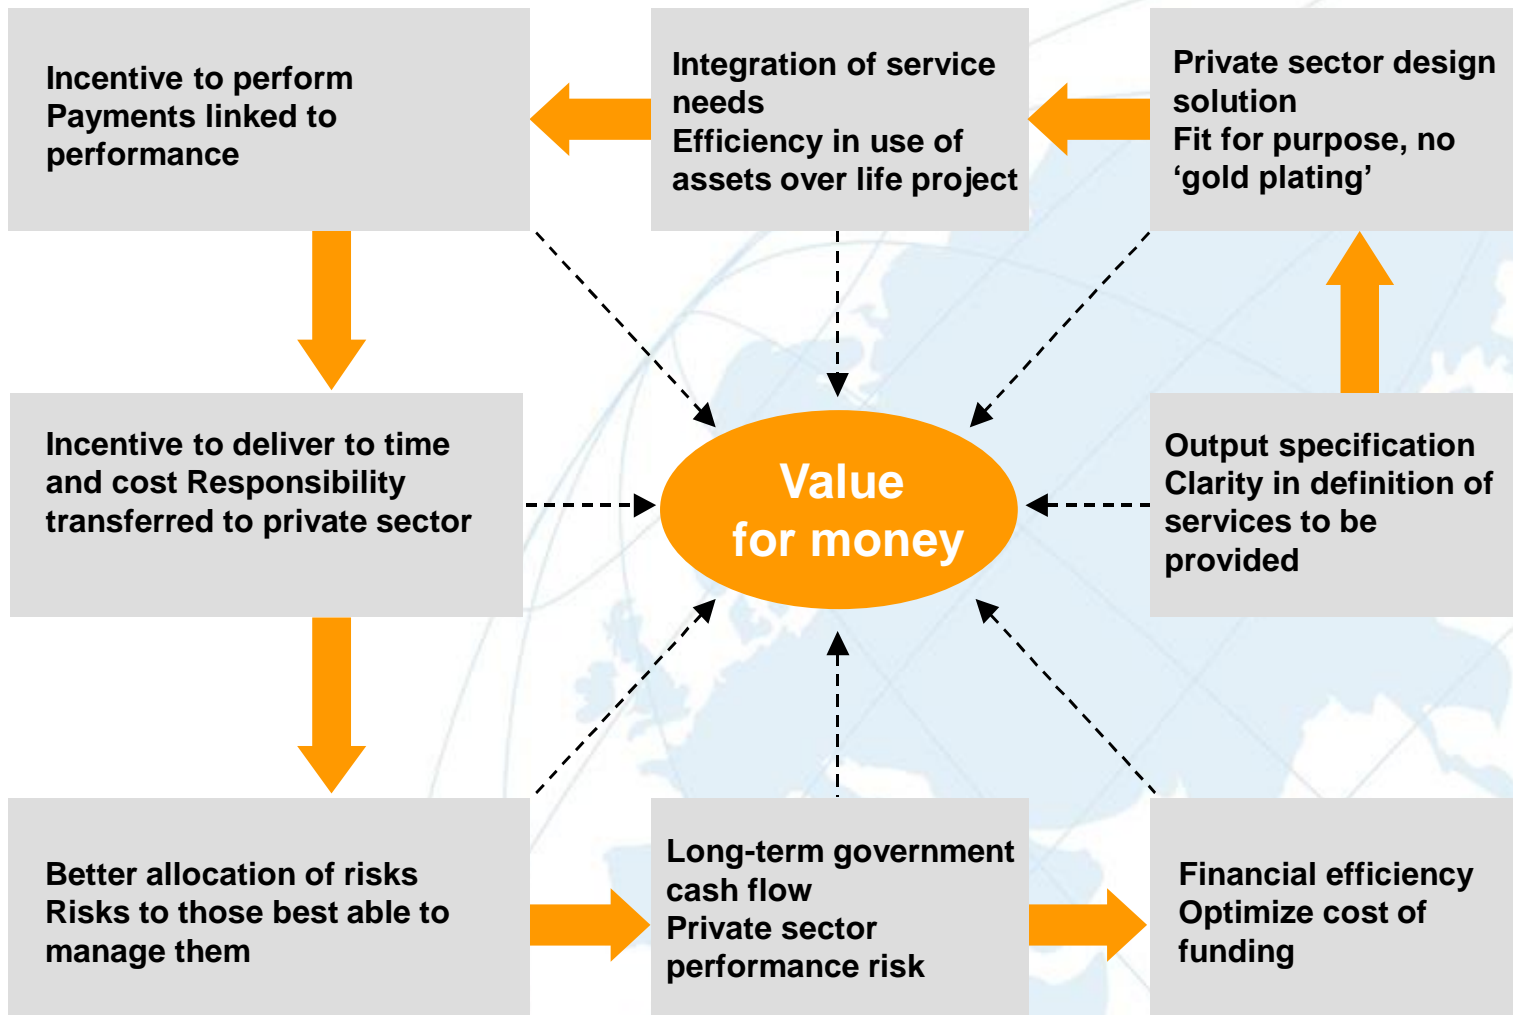 Incentive to perform
Payments linked to
performance
Integration of service
needs
Efficiency in use of
assets over life project
Private sector design
solution
Fit for purpose, no
‘gold plating’
Incentive to deliver to time
and cost Responsibility
transferred to private sector
Value
for money
Output specification
Clarity in definition of
services to be
provided
Better allocation of risks
Risks to those best able to
manage them
Long-term government
cash flow
Private sector
performance risk
Financial efficiency
Optimize cost of
funding